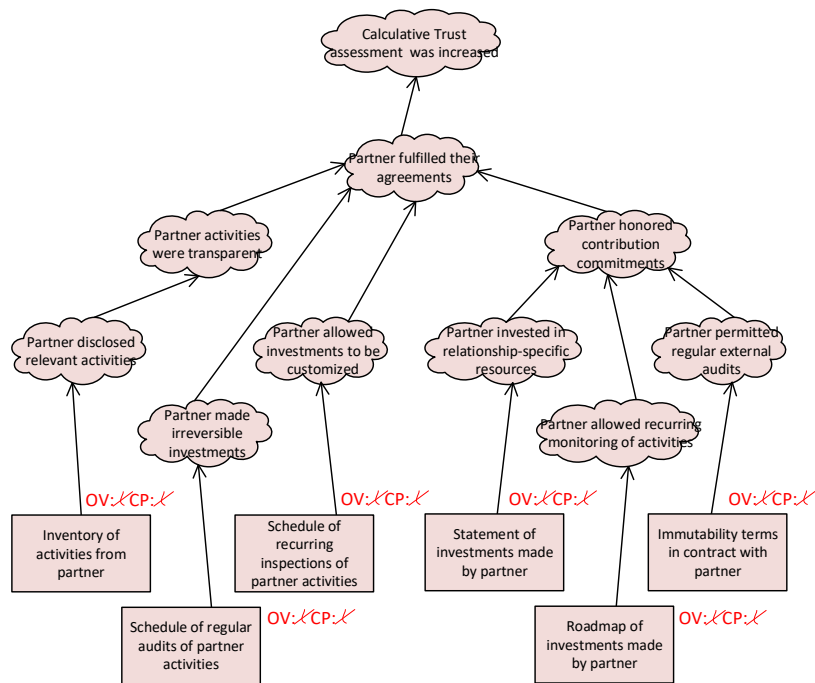 Calculative Trust
assessment was increased
Partner fulfilled their
agreements
Partner activities
were transparent
Partner honored
contribution
commitments
Partner disclosed
relevant activities
Partner allowed
investments to be
customized
Partner invested in
relationship-specific
resources
Partner permitted
regular external
audits
Partner made
irreversible
investments
Partner allowed recurring
monitoring of activities
OV: CP:
OV: CP:
OV: CP:
OV: CP:
Inventory of
activities from
partner
Schedule of
recurring
inspections of
partner activities
Statement of
investments made
by partner
Immutability terms
in contract with
partner
OV: CP:
OV: CP:
Schedule of regular
audits of partner
activities
Roadmap of
investments made
by partner